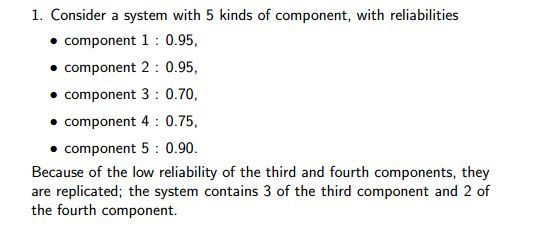 1. Consider a system with 5 kinds of component, with reliabilities
• component 1 : 0.95,
• component 2 : 0.95,
• component 3 : 0.70,
• component 4 : 0.75,
• component 5 : 0.90.
Because of the low reliability of the third and fourth components, they
are replicated; the system contains 3 of the third component and 2 of
the fourth component.